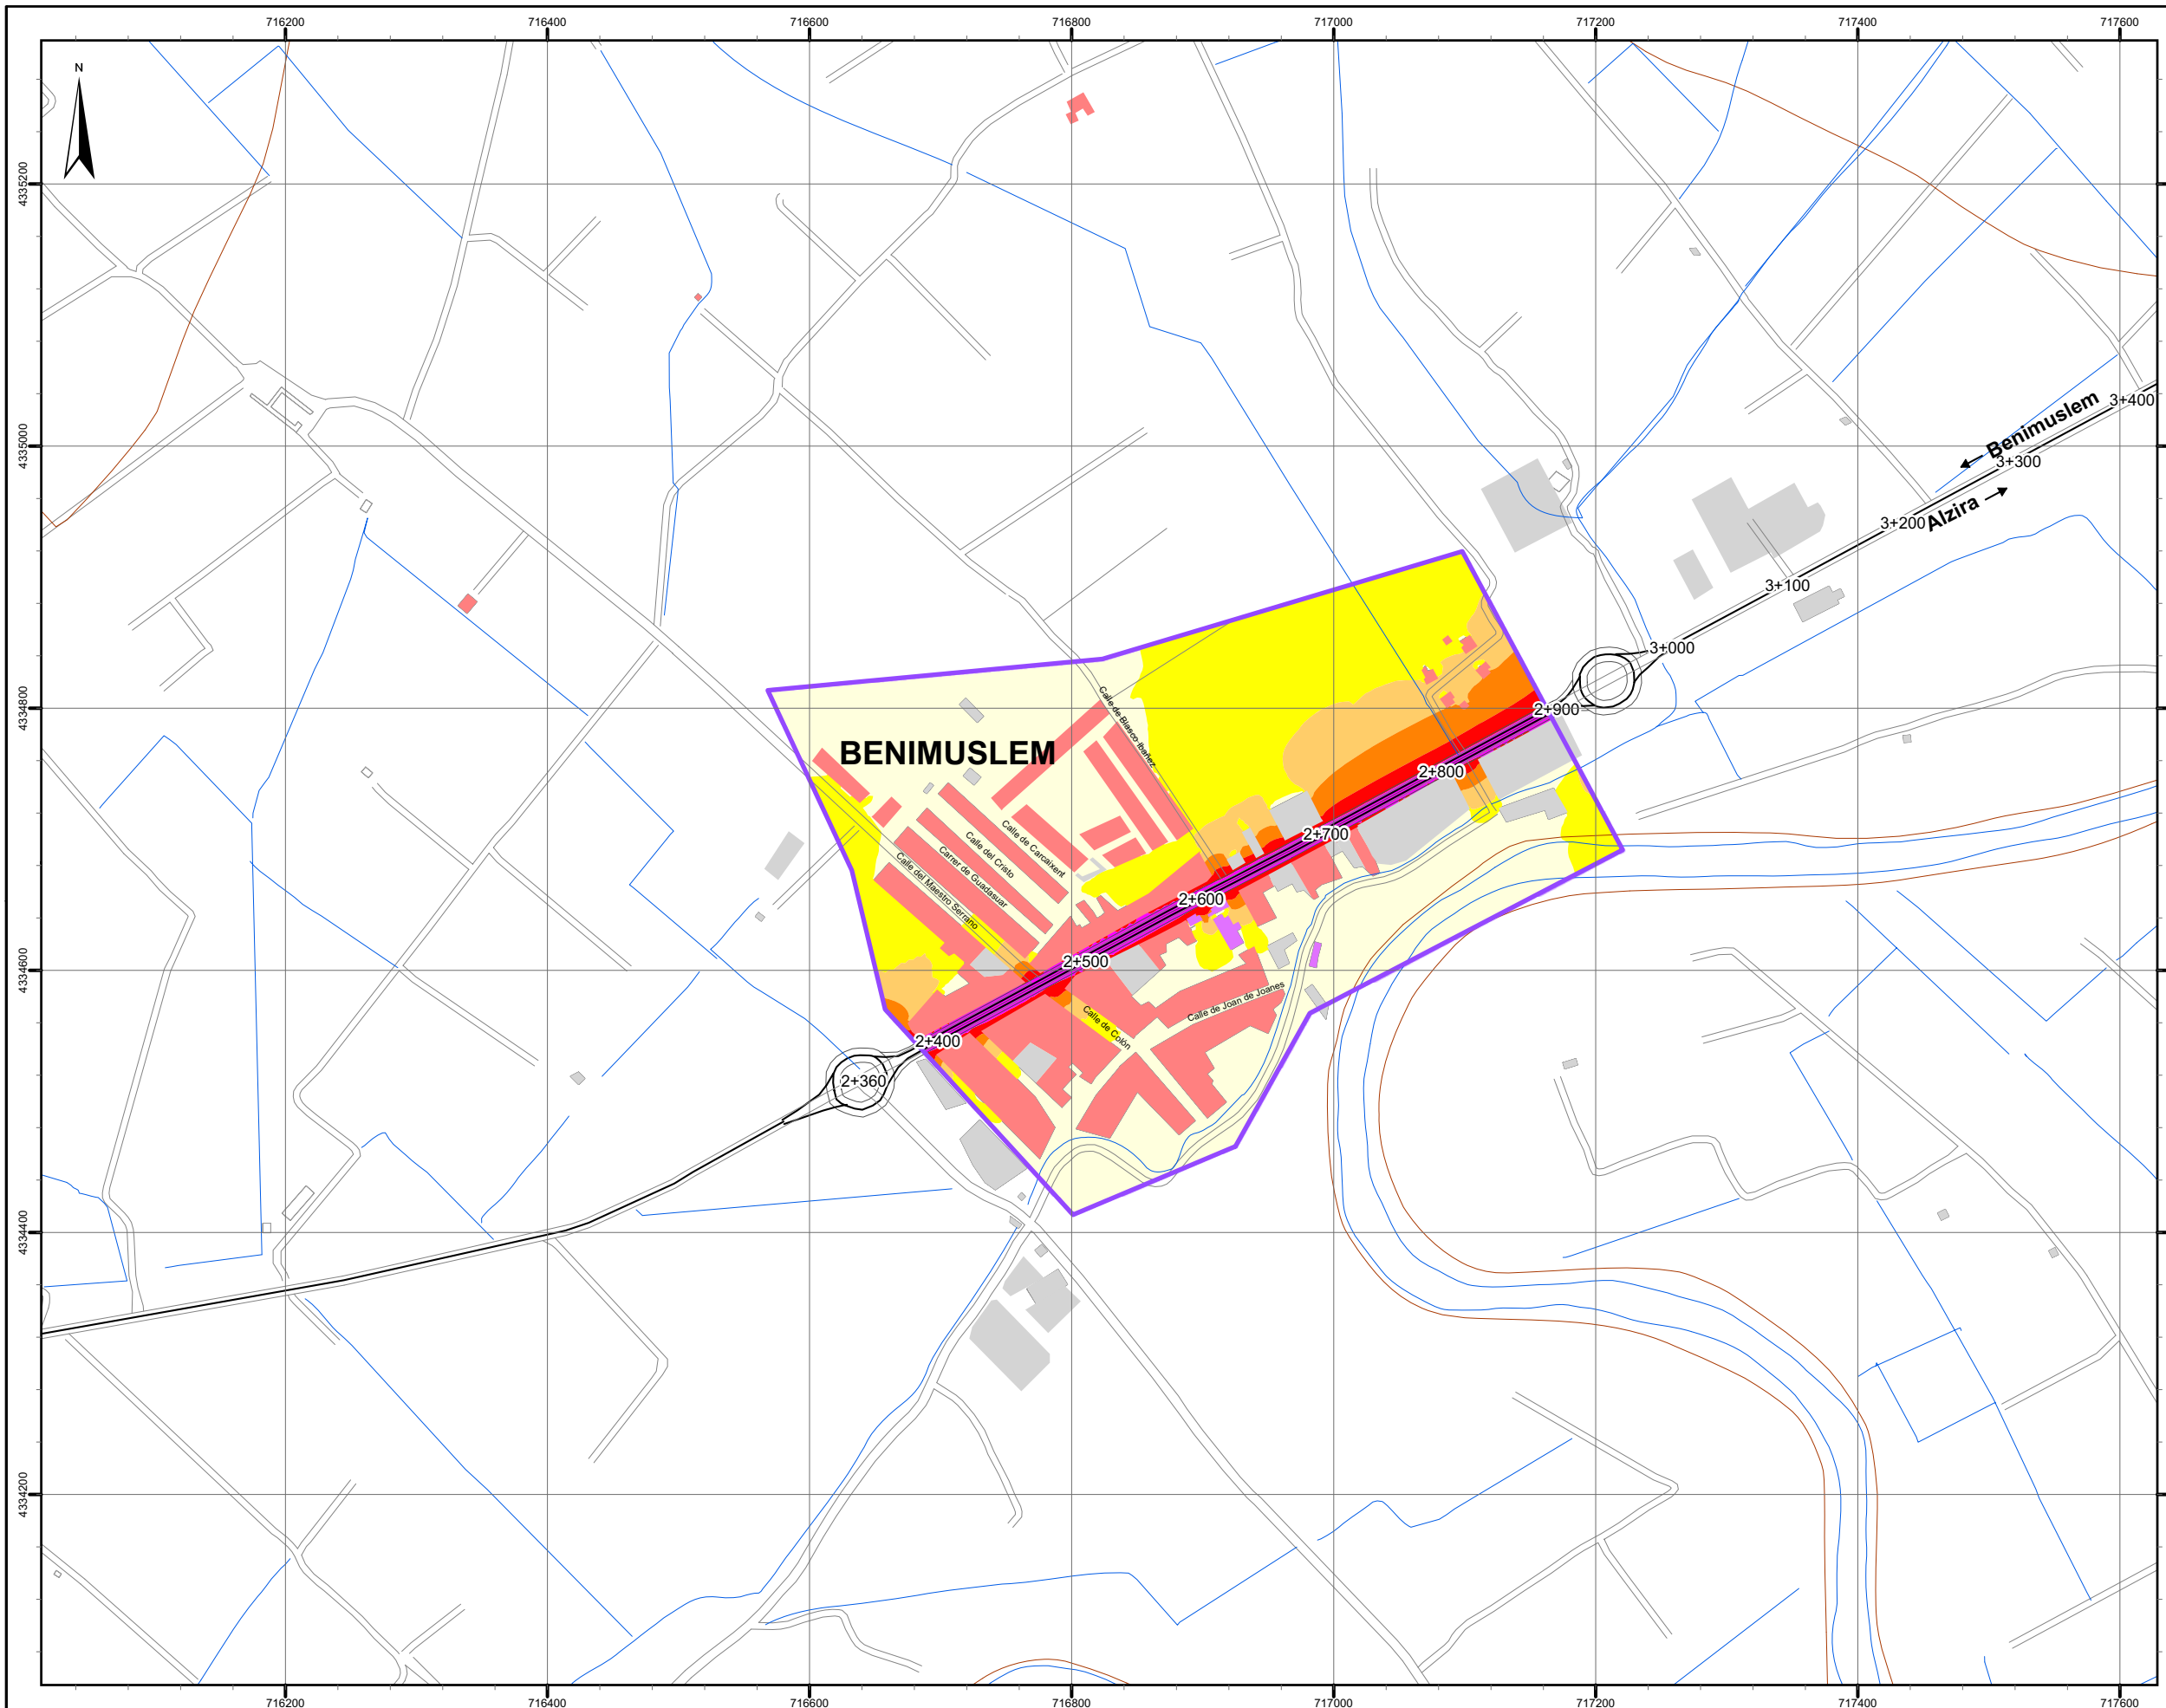 716200 716400 716600 716800 717000 717200 717400 717600
N
4335200
4335000
4334800
4334600
4334400
4334200
Benimuslem
3+400
3+300
Alzira
3+200
3+100
3+000
2+900
2+800
2+700
2+600
2+500
2+400
2+360
BENIMUSLEM
Calle de Blasco Ibañez
Calle de Carcaixent
Calle del Cristo
Carrer de Guadasuar
Calle del Maestro Serrano
Calle de Joan de Joanes
Calle de Colón
716200 716400 716600 716800 717000 717200 717400 717600